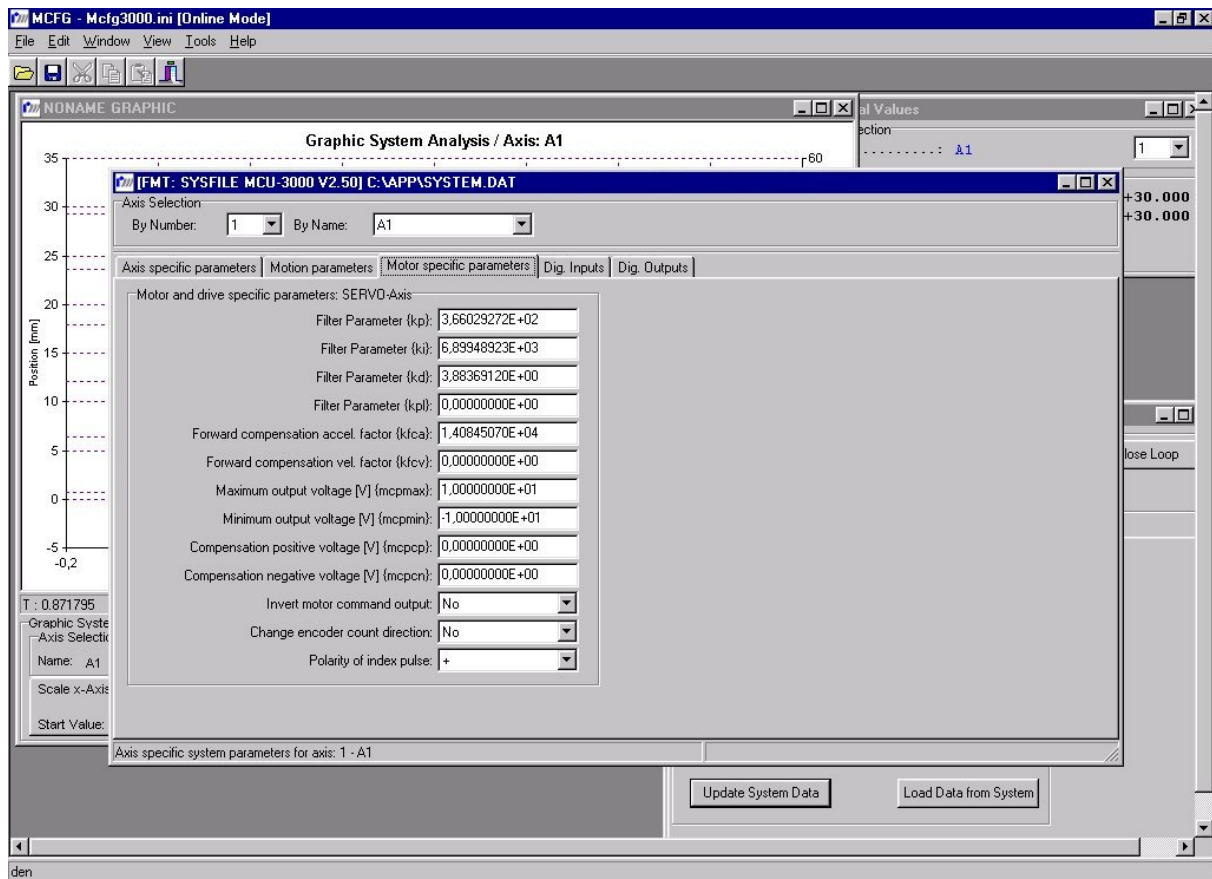 MCFG - Mcfg3000.ini [Online Mode]
File Edit Window View Tools Help
NONAME GRAPHIC
al Values
Graphic System Analysis / Axis: A1
ection
.........: A1
1
35
60
[FMT: SYSFILE MCU-3000 V2.50] C:\APP\SYSTEM.DAT
Axis Selection
By Number: 1 By Name: A1
+30.000
+30.000
30
25
20
15
10
5
0
-5
-0,2
Position [mm]
Axis specific parameters Motion parameters Motor specific parameters Dig. Inputs Dig. Outputs
Motor and drive specific parameters: SERVO-Axis
Filter Parameter {kp}: 3,66029272E+02
Filter Parameter {ki}: 6,89948923E+03
Filter Parameter {kd}: 3,88369120E+00
Filter Parameter {kpl}: 0,00000000E+00
Forward compensation accel. factor {kfca}: 1,40845070E+04
Forward compensation vel. factor {kfcv}: 0,00000000E+00
Maximum output voltage [V] {mcpmax}: 1,00000000E+01
Minimum output voltage [V] {mcpmin}: -1,00000000E+01
Compensation positive voltage [V] {mcpcp}: 0,00000000E+00
Compensation negative voltage [V] {mcpcn}: 0,00000000E+00
Invert motor command output: No
Change encoder count direction: No
Polarity of index pulse: +
lose Loop
T : 0.871795
Graphic Syste
Axis Selectio
Name: A1
Scale x-Axis
Start Value:
Axis specific system parameters for axis: 1 - A1
Update System Data
Load Data from System
den